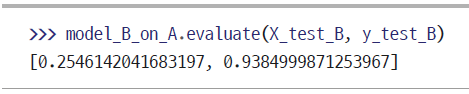 >>> model_B_on_A.evaluate(X_test_B, y_test_B)
[0.2546142041683197, 0.9384999871253967]